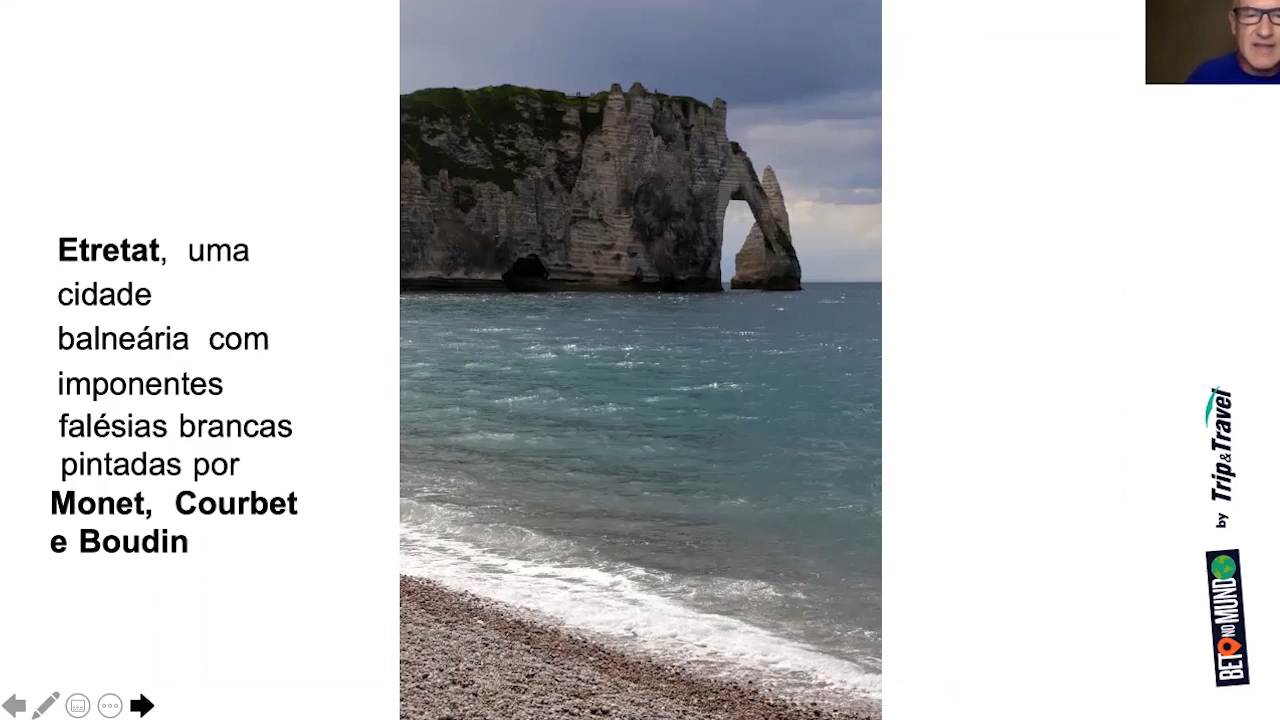 Etretat, uma
cidade
balneária com
imponentes
falésias brancas
pintadas por
Monet, Courbet
e Boudin
by Trip&Travel
BETO NO MUNDO